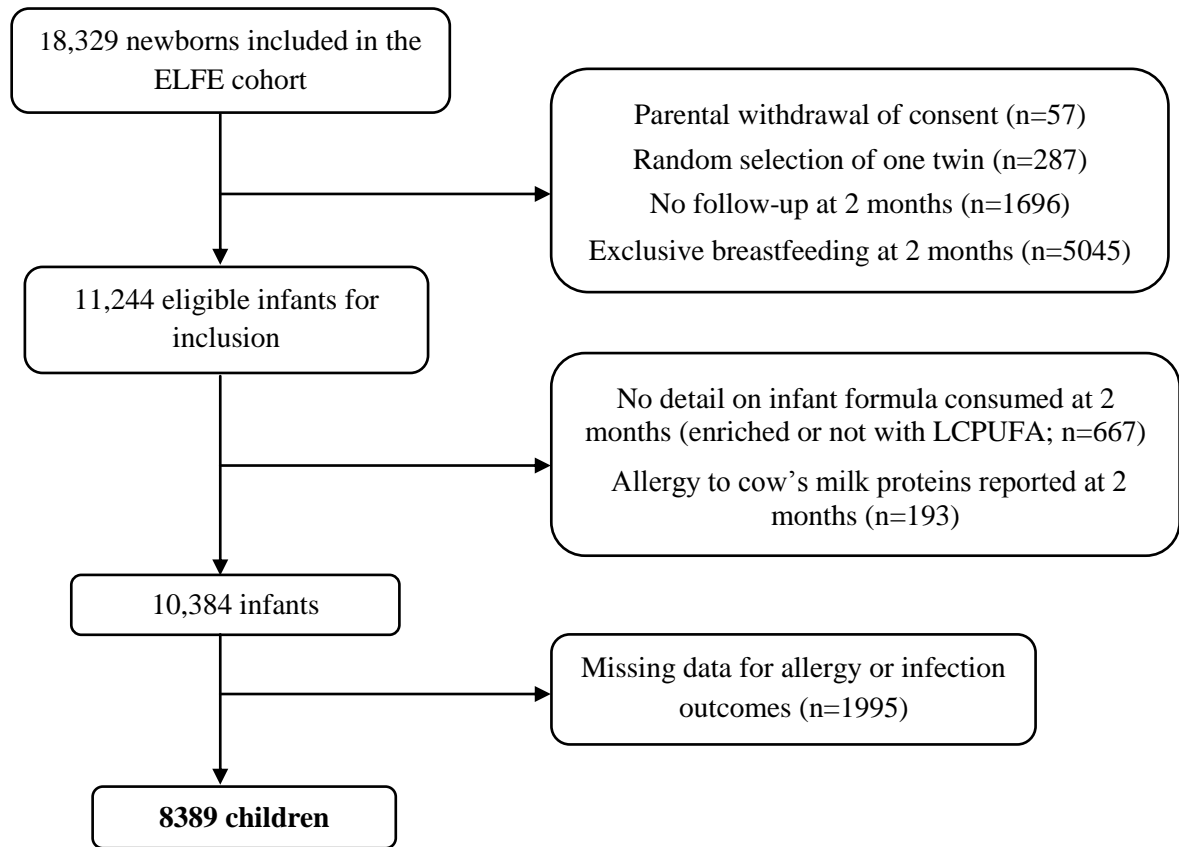 18,329 newborns included in the
ELFE cohort
Parental withdrawal of consent (n=57)
Random selection of one twin (n=287)
No follow-up at 2 months (n=1696)
Exclusive breastfeeding at 2 months (n=5045)
11,244 eligible infants for
inclusion
No detail on infant formula consumed at 2
months (enriched or not with LCPUFA; n=667)
Allergy to cow’s milk proteins reported at 2
months (n=193)
10,384 infants
Missing data for allergy or infection
outcomes (n=1995)
8389 children